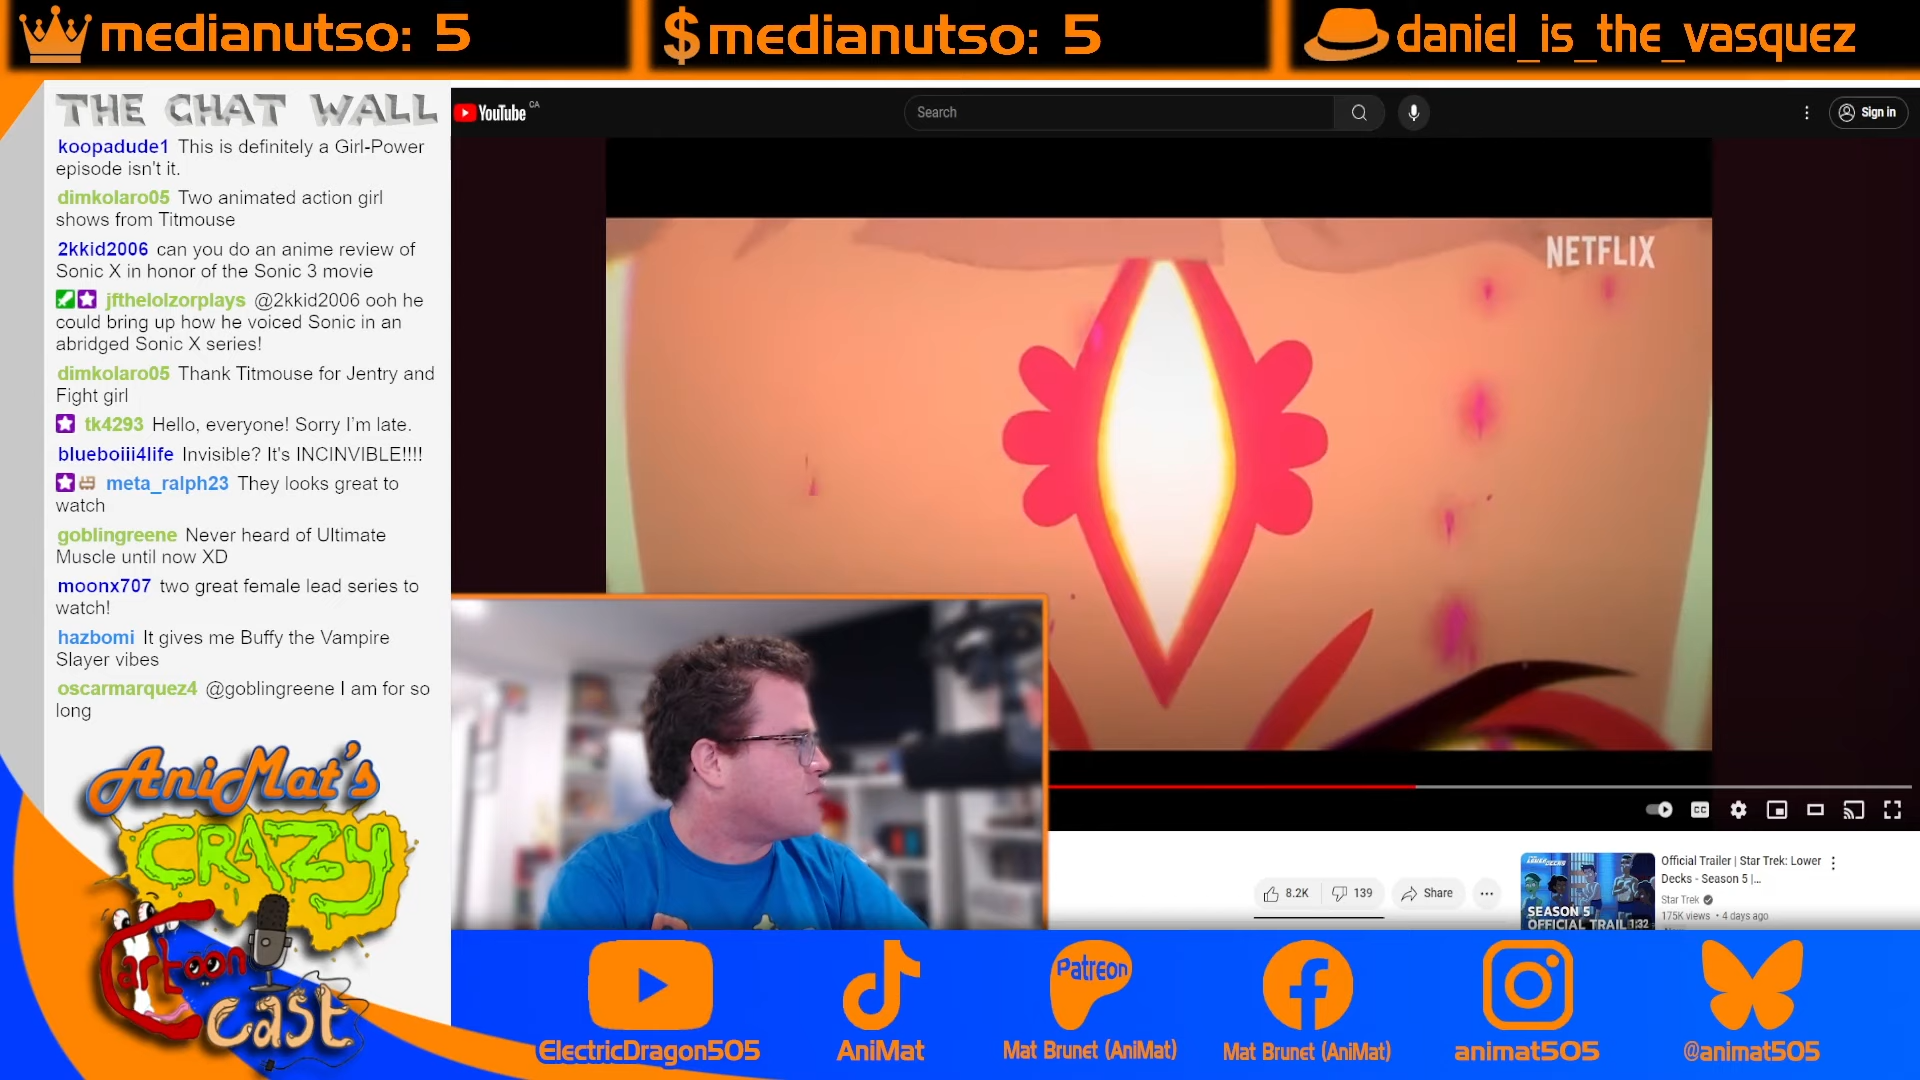 medianutso: 5
$ medianutso: 5
daniel_is_the_vasquez
THE CHAT WALL
koopadude1 This is definitely a Girl-Power
episode isn't it.
dimkolaro05 Two animated action girl
shows from Titmouse
2kkid2006 can you do an anime review of
Sonic X in honor of the Sonic 3 movie
jfthelolzorplays @2kkid2006 ooh he
could bring up how he voiced Sonic in an
abridged Sonic X series!
dimkolaro05 Thank Titmouse for Jentry and
Fight girl
tk4293 Hello, everyone! Sorry I'm late.
blueboiii4life Invisible? It's INCINVIBLE!!!!
meta_ralph23 They looks great to
watch
goblingreene Never heard of Ultimate
Muscle until now XD
moonx707 two great female lead series to
watch!
hazbomi It gives me Buffy the Vampire
Slayer vibes
oscarmarquez4 @goblingreene I am for so
long
AniMat's
CRAZY
Cartoon
Cast
YouTube CA
Search
Sign in
NETFLIX
CC
8.2K
139
Share
SEASON 5
OFFICIAL TRAIL
1:32
Official Trailer | Star Trek: Lower
Decks - Season 5 |...
Star Trek
175K views • 4 days ago
ElectricDragon505
AniMat
Patreon
Mat Brunet (AniMat)
Mat Brunet (AniMat)
animat505
@animat505